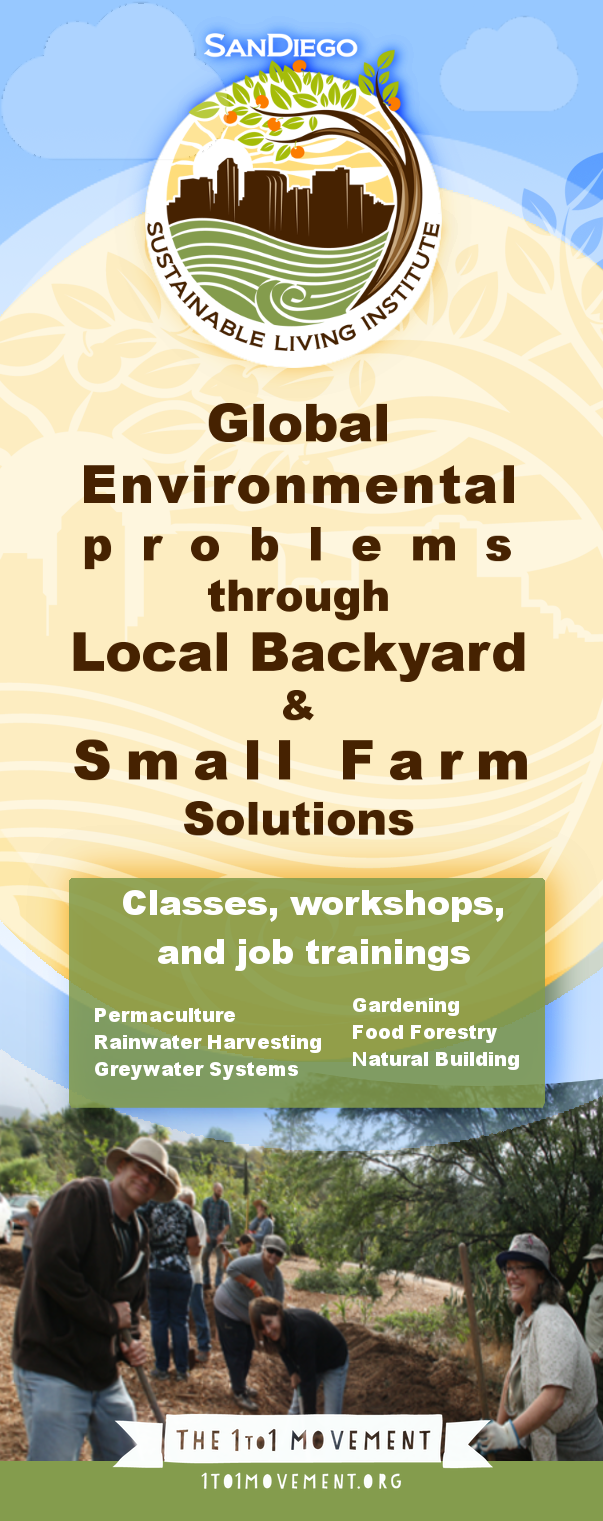 SANDIEGO
SUSTAINABLE LIVING INSTITUTE
Global
Environmental
problems
through
Local Backyard
&
Small Farm
Solutions
Classes, workshops,
and job trainings
Permaculture
Rainwater Harvesting
Greywater Systems
Gardening
Food Forestry
Natural Building
THE 1TO1 MOVEMENT
1TO1MOVEMENT.ORG